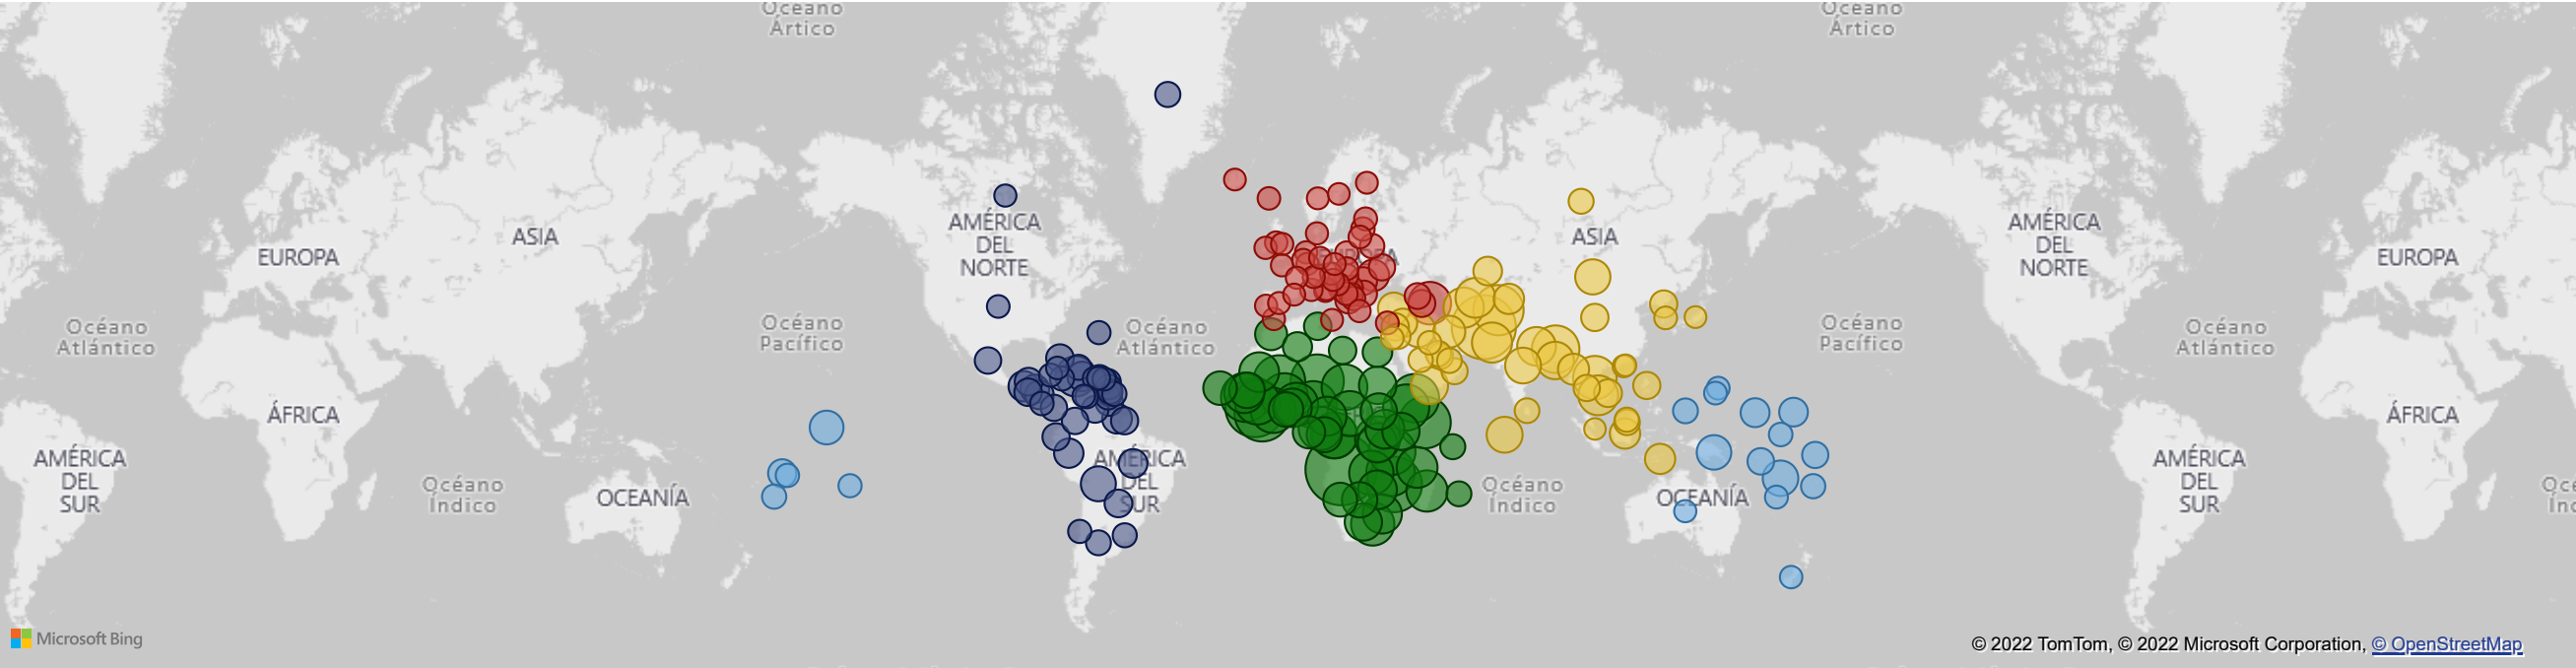 Océano
Ártico
Océano
Ártico
AMÉRICA
DEL
NORTE
AMÉRICA
DEL
NORTE
ASIA
ASIA
EUROPA
EUROPA
Océano
Atlántico
Océano
Pacífico
Océano
Atlántico
Océano
Pacífico
Océano
Atlántico
ÁFRICA
ÁFRICA
AMÉRICA
DEL
SUR
AMÉRICA
DEL
SUR
AMÉRICA
DEL
SUR
Océano
Índico
OCEANÍA
Océano
Índico
OCEANÍA
Microsoft Bing
© 2022 TomTom, © 2022 Microsoft Corporation, © OpenStreetMap